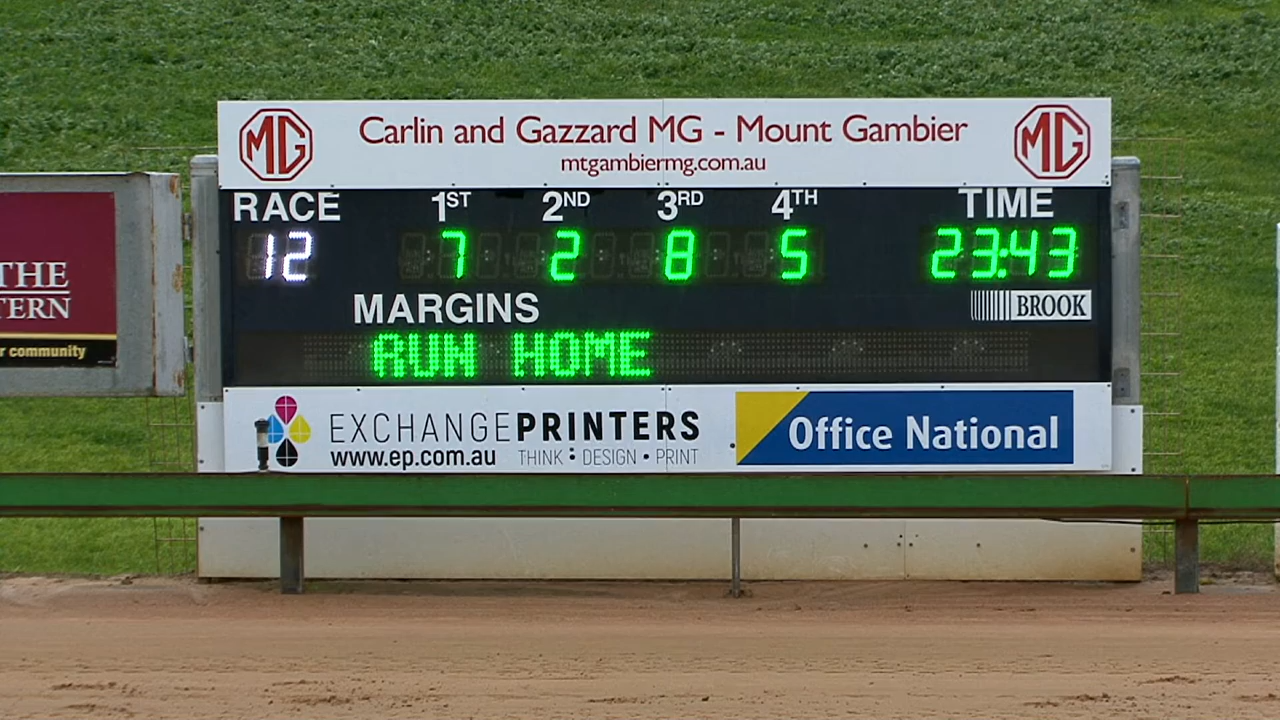 MG Carlin and Gazzard MG - Mount Gambier MG
mtgambiermg.com.au
RACE 1ST 2ND 3RD 4TH TIME
12 7 2 8 5 23.43
MARGINS
BROOK
RUN HOME
THE
TERN
r community
EXCHANGEPRINTERS
www.ep.com.au THINK • DESIGN • PRINT
Office National